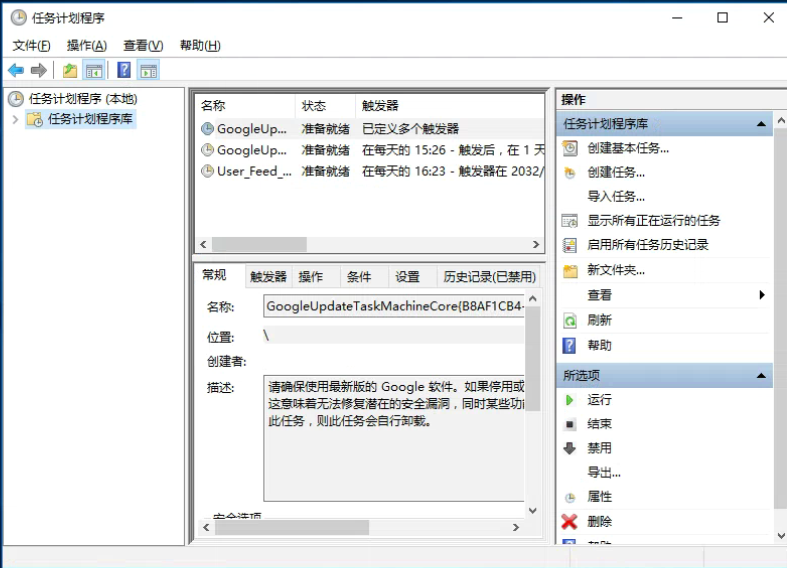 任务计划程序
文件(F) 操作(A) 查看(V) 帮助(H)
任务计划程序 (本地)
任务计划程序库
名称 状态 触发器
GoogleUp... 准备就绪 已定义多个触发器
GoogleUp... 准备就绪 在每天的 15:26 - 触发后，在 1 天
User_Feed_... 准备就绪 在每天的 16:23 - 触发器在 2032/
常规 触发器 操作 条件 设置 历史记录(已禁用)
名称: GoogleUpdateTaskMachineCore{B8AF1CB4-
位置: \
创建者:
描述: 请确保使用最新版的 Google 软件。如果停用或
这意味着无法修复潜在的安全漏洞，同时某些功
此任务，则此任务会自行卸载。
安全选项
操作
任务计划程序库
创建基本任务...
创建任务...
导入任务...
显示所有正在运行的任务
启用所有任务历史记录
新文件夹...
查看
刷新
帮助
所选项
运行
结束
禁用
导出...
属性
删除
帮助